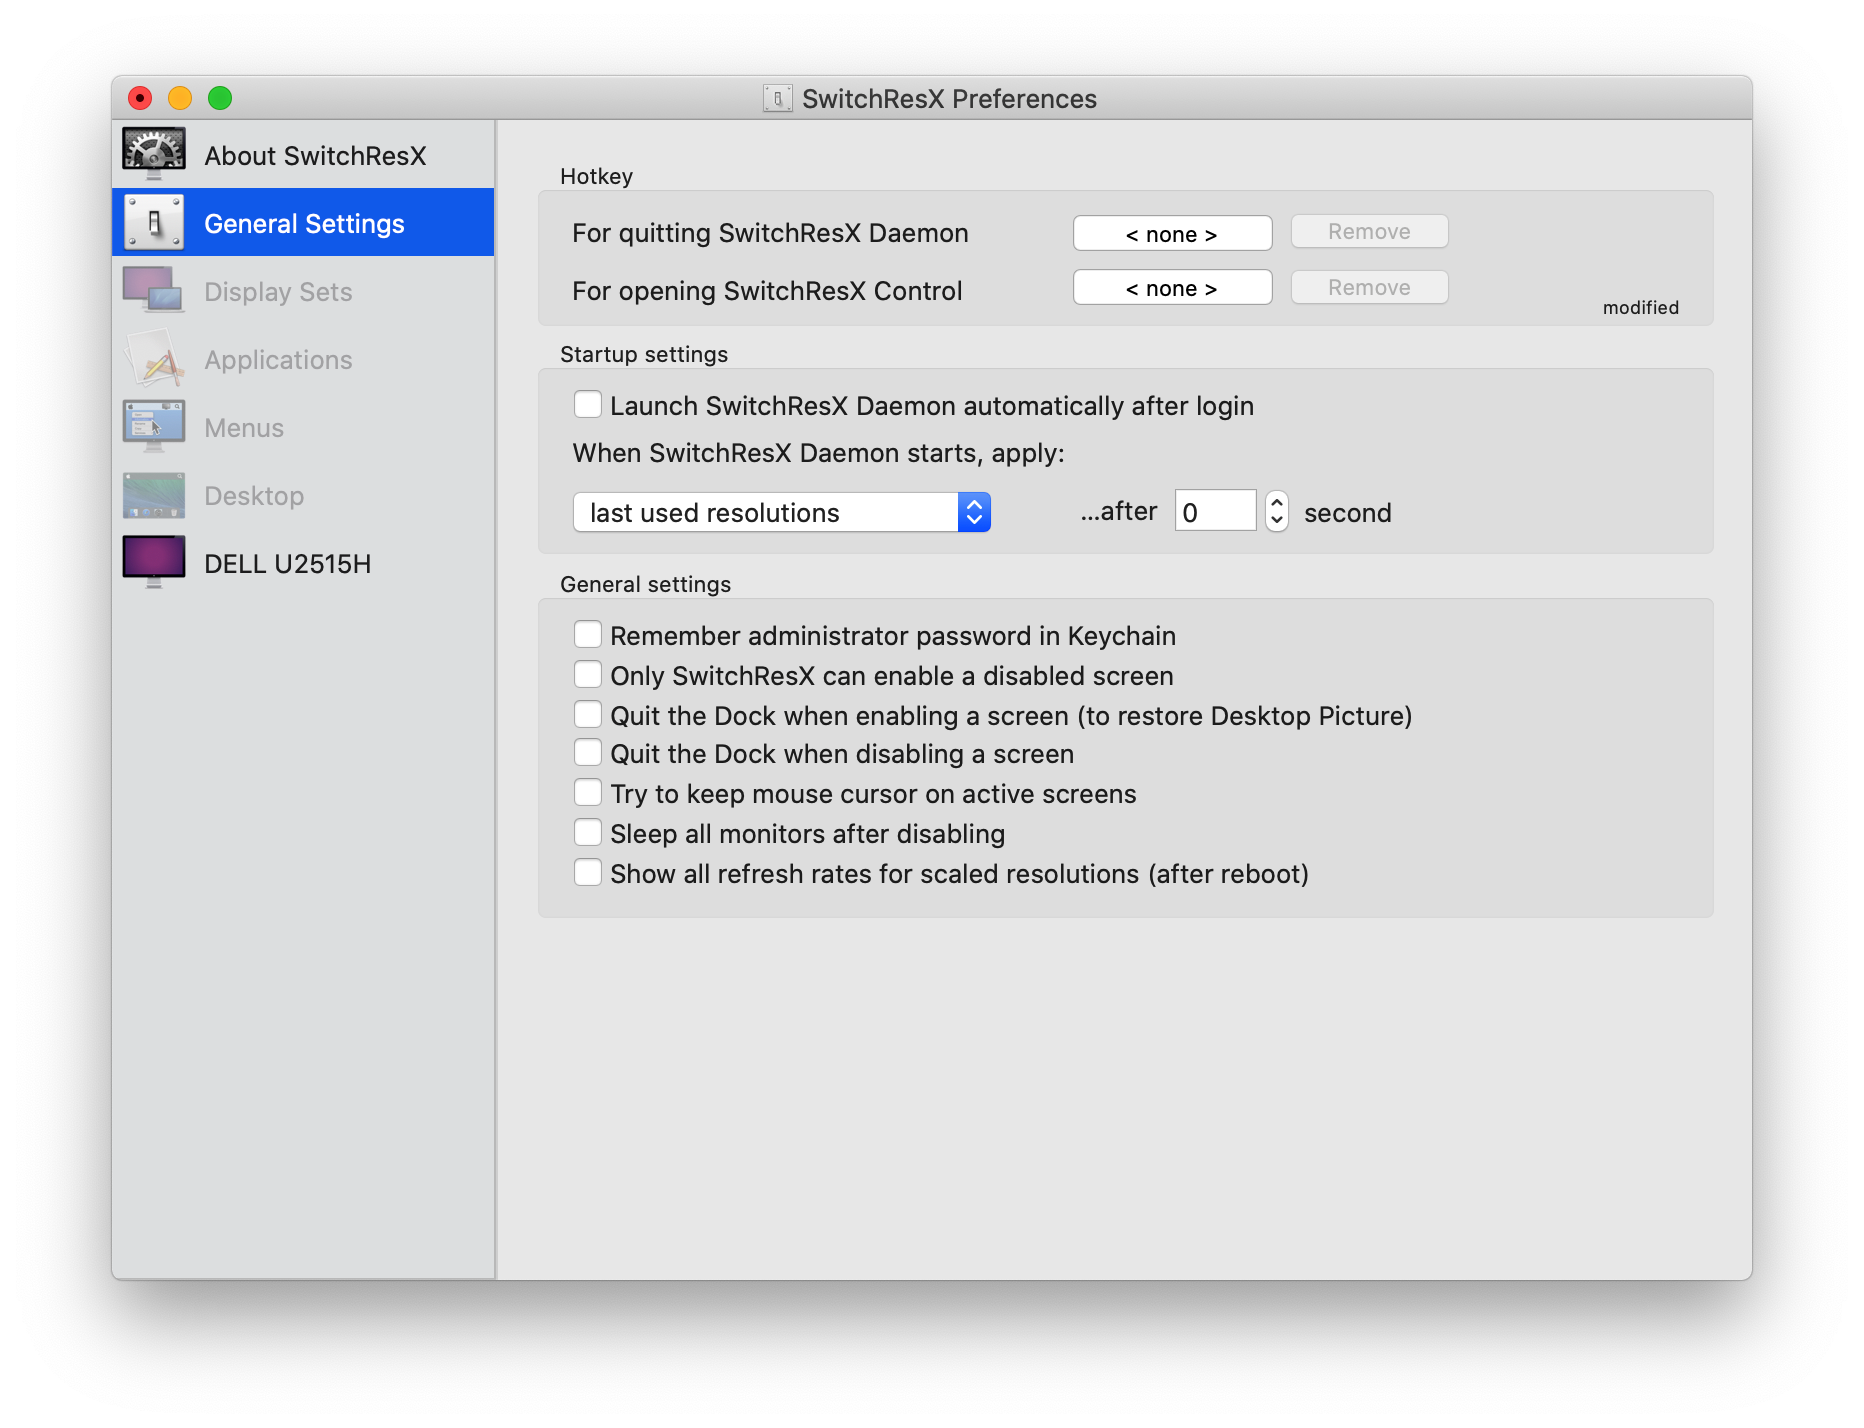 SwitchResX Preferences
About SwitchResX
General Settings
Display Sets
Applications
Menus
Desktop
DELL U2515H
Hotkey
For quitting SwitchResX Daemon < none > Remove
For opening SwitchResX Control < none > Remove
modified
Startup settings
Launch SwitchResX Daemon automatically after login
When SwitchResX Daemon starts, apply:
last used resolutions ...after 0 second
General settings
Remember administrator password in Keychain
Only SwitchResX can enable a disabled screen
Quit the Dock when enabling a screen (to restore Desktop Picture)
Quit the Dock when disabling a screen
Try to keep mouse cursor on active screens
Sleep all monitors after disabling
Show all refresh rates for scaled resolutions (after reboot)